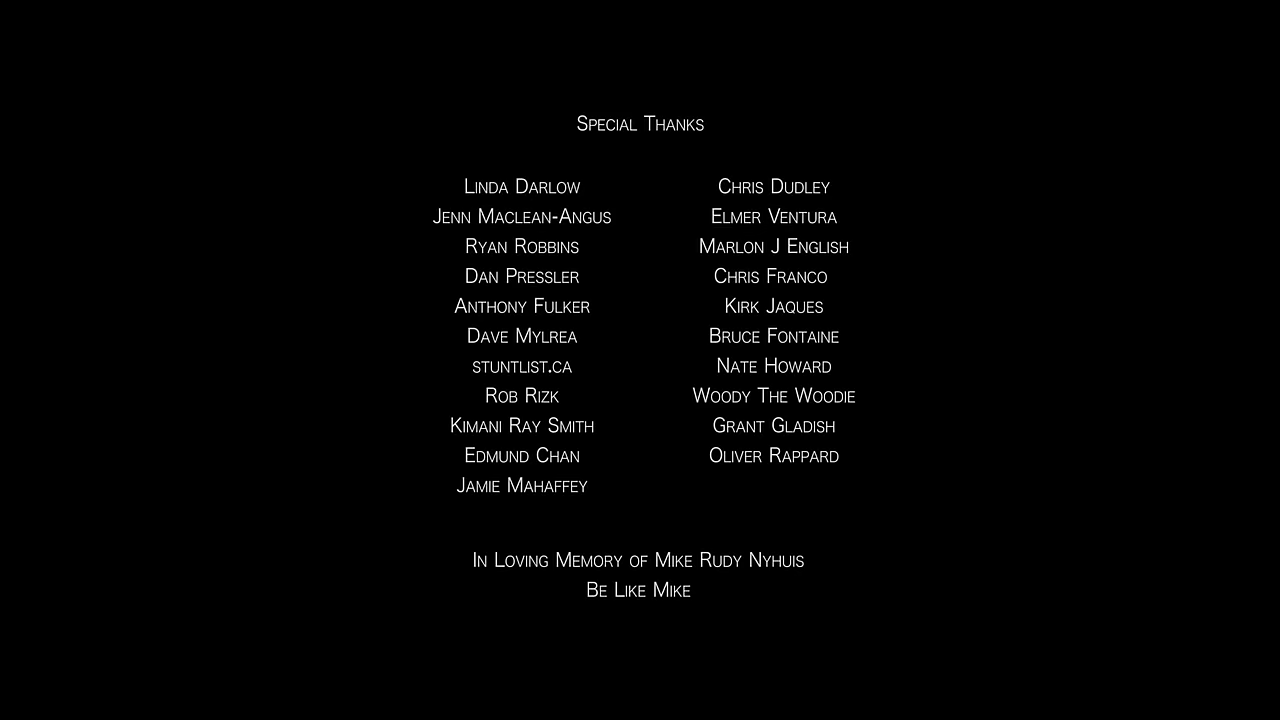 Special Thanks
Linda Darlow
Jenn Maclean-Angus
Ryan Robbins
Dan Pressler
Anthony Fulker
Dave Mylrea
stuntlist.ca
Rob Rizk
Kimani Ray Smith
Edmund Chan
Jamie Mahaffey
Chris Dudley
Elmer Ventura
Marlon J English
Chris Franco
Kirk Jaques
Bruce Fontaine
Nate Howard
Woody The Woodie
Grant Gladish
Oliver Rappard
In Loving Memory of Mike Rudy Nyhuis
Be Like Mike